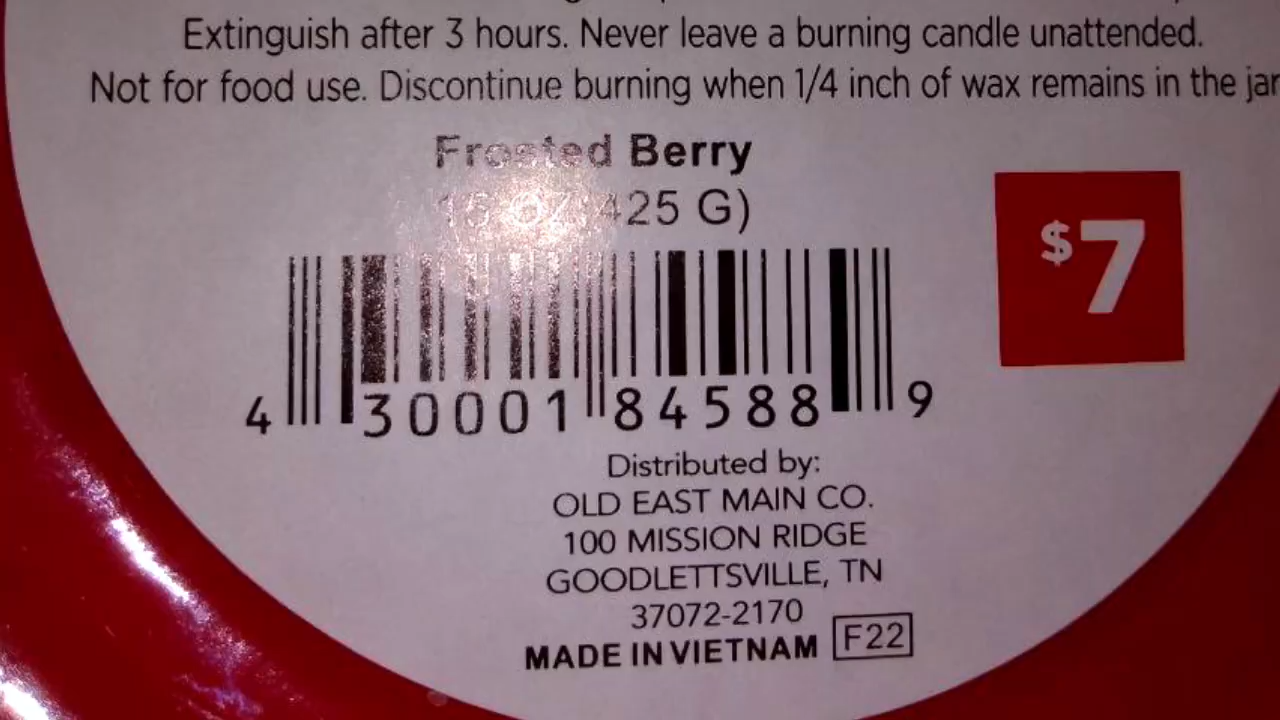 Extinguish after 3 hours. Never leave a burning candle unattended.
Not for food use. Discontinue burning when 1/4 inch of wax remains in the jar
Frosted Berry
425 G)
$7
4 30001 84588 9
Distributed by:
OLD EAST MAIN CO.
100 MISSION RIDGE
GOODLETTSVILLE, TN
37072-2170
MADE IN VIETNAM F22